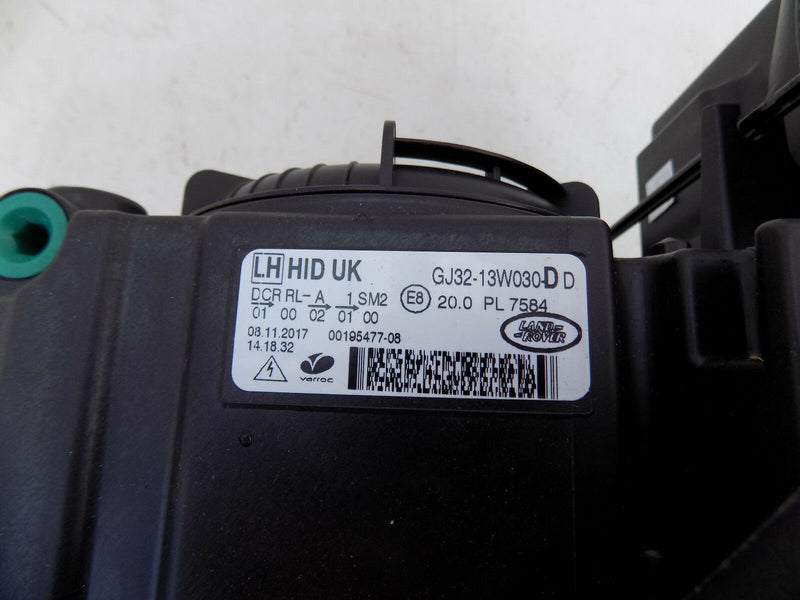 LH HID UK GJ32-13W030-D D
DCR RL- A 1 SM2 E8 20.0 PL 7584
01 00 02 01 00
LAND- -ROVER
08.11.2017 00195477-08
14.18.32
varroc